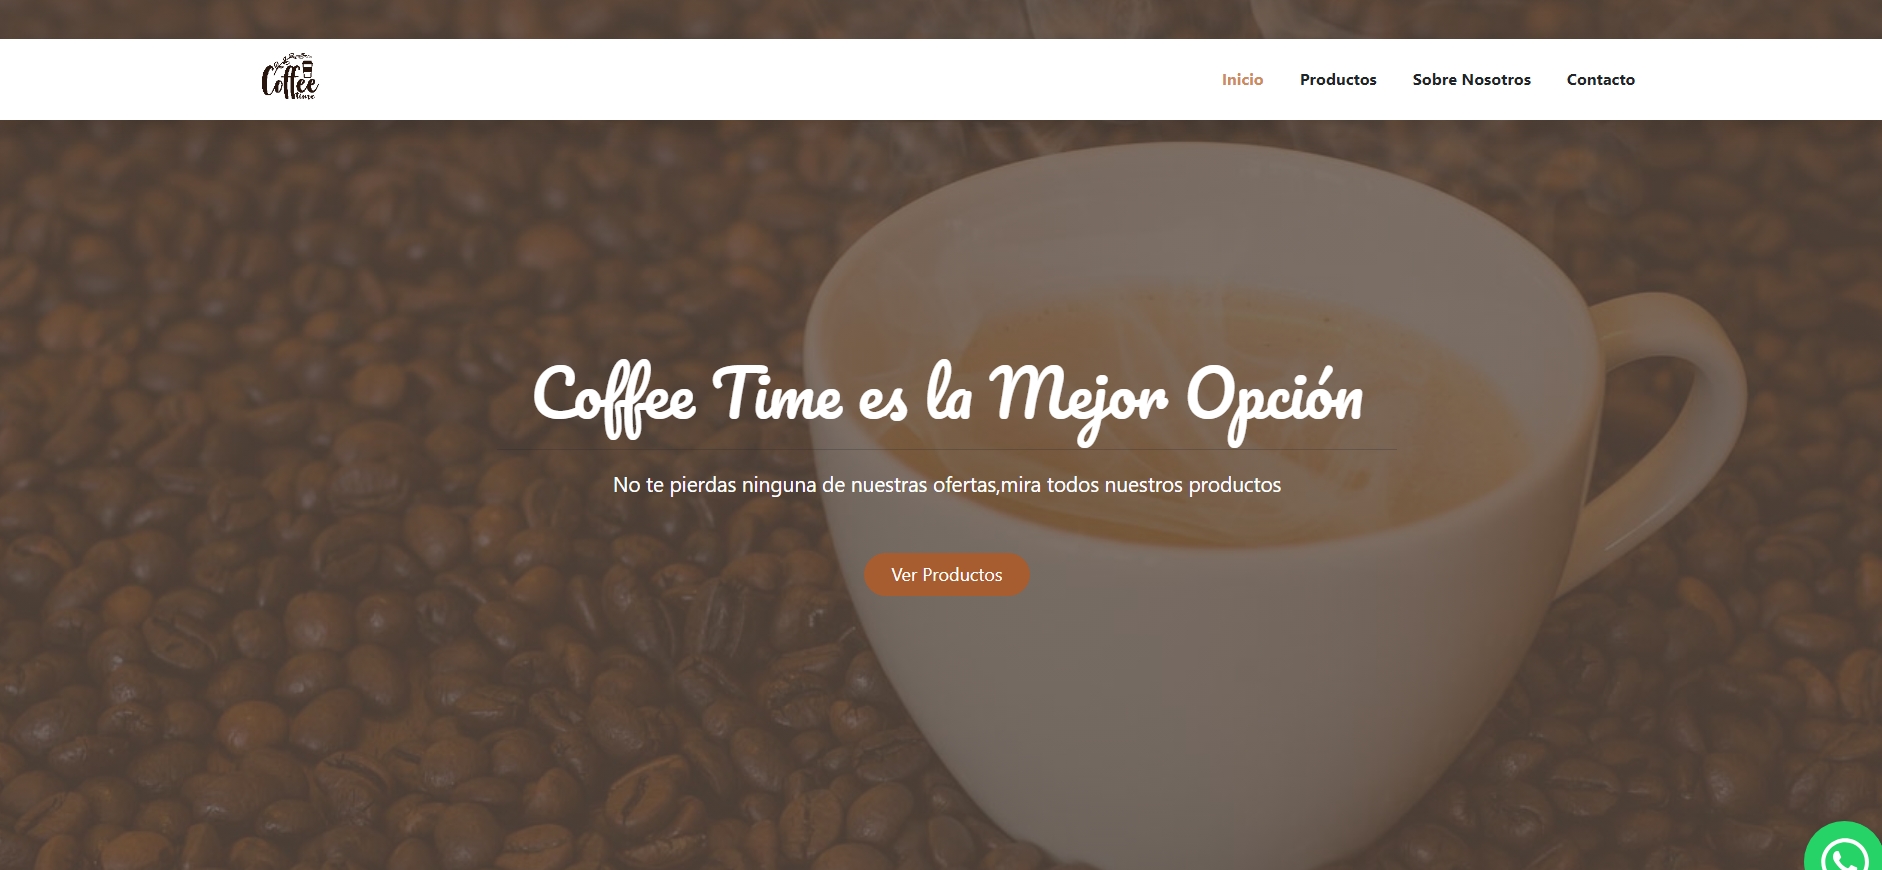 Coffee
time
Inicio Productos Sobre Nosotros Contacto
Coffee Time es la Mejor Opción
No te pierdas ninguna de nuestras ofertas,mira todos nuestros productos
Ver Productos